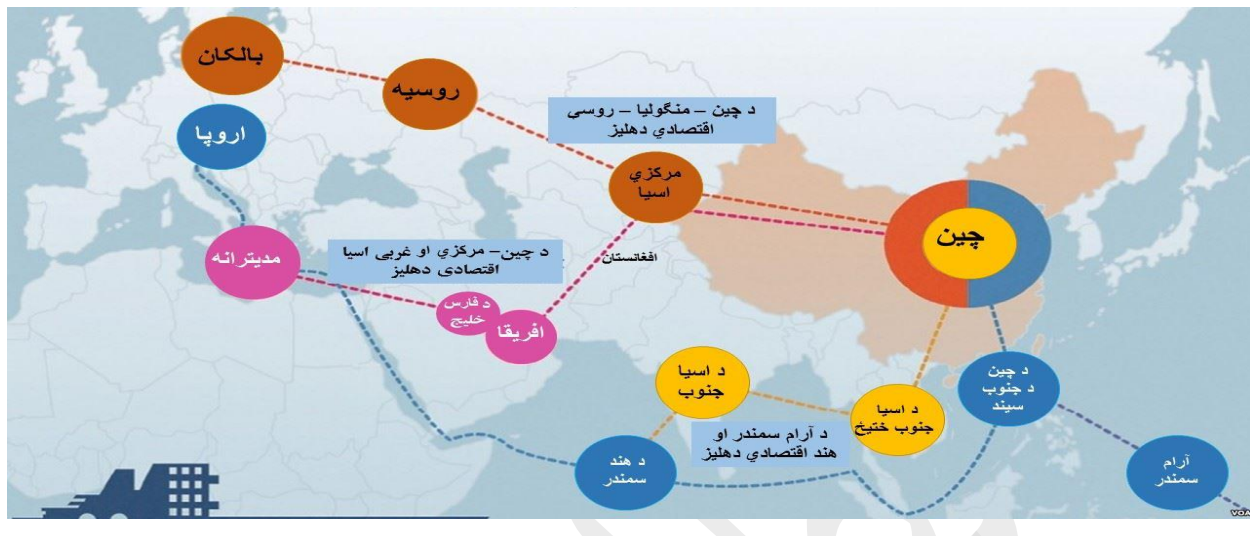 بالکان
روسیه
د چین – منگولیا – روسي
اقتصادي دهلیز
اروپا
مرکزي
اسیا
چین
مدیترانه
د چین– مرکزي او غربی اسیا
اقتصادی دهلیز
افغانستان
د فارس
خلیج
افریقا
د اسیا
جنوب
د اسیا
جنوب ختیځ
د چین
د جنوب
سیند
د آرام سمندر او
هند اقتصادي دهلیز
د هند
سمندر
آرام
سمندر
VOA